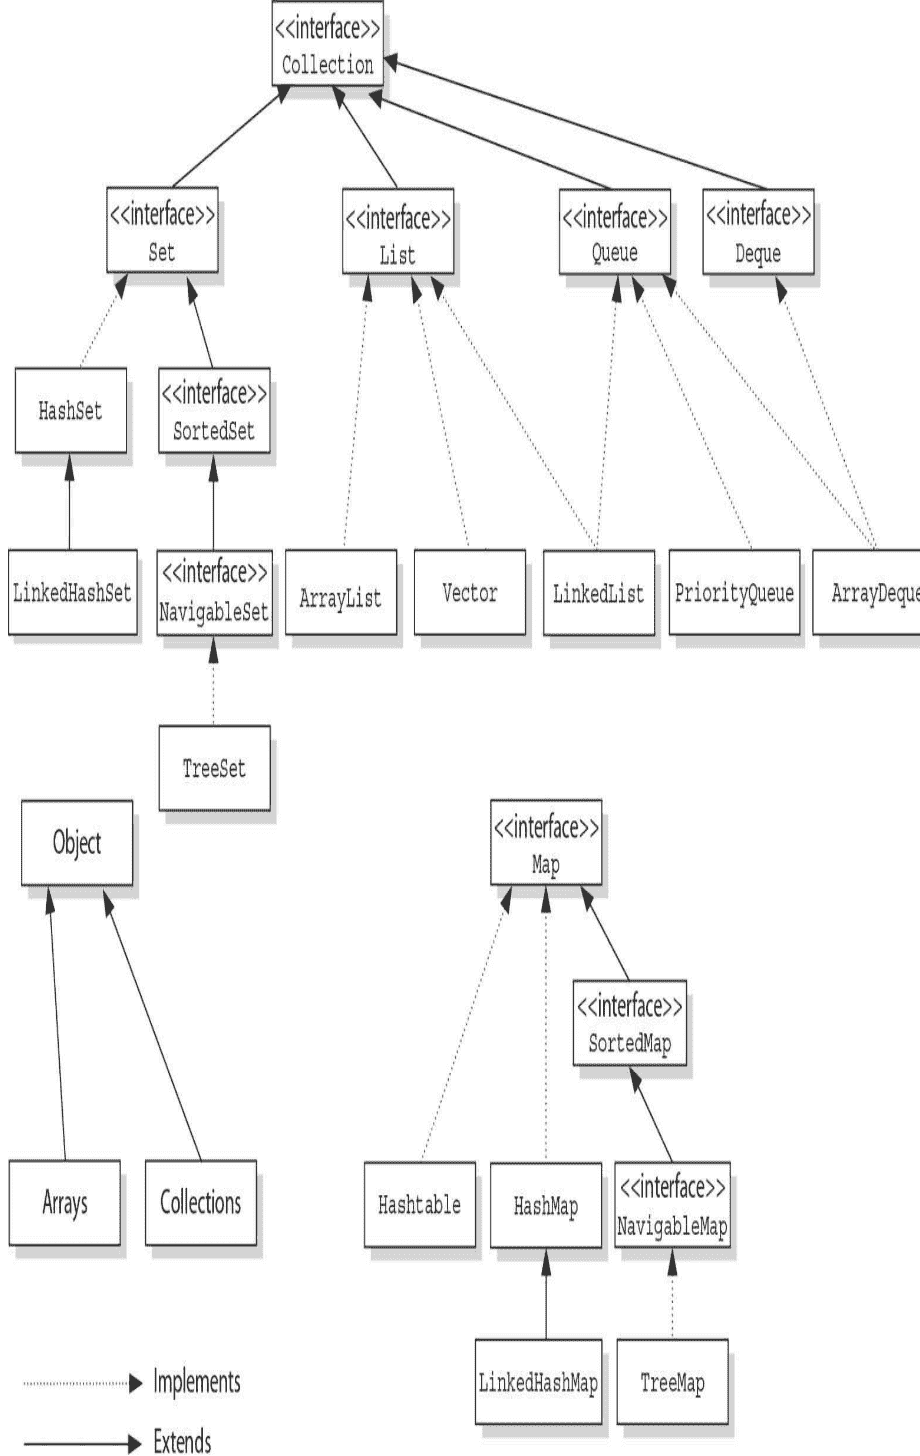 <<interface>>
Collection
<<interface>>
Set
<<interface>>
List
<<interface>>
Queue
<<interface>>
Deque
HashSet
<<interface>>
SortedSet
LinkedHashSet
<<interface>>
NavigableSet
ArrayList
Vector
LinkedList
PriorityQueue
ArrayDeque
TreeSet
Object
<<interface>>
Map
<<interface>>
SortedMap
Arrays
Collections
Hashtable
HashMap
<<interface>>
NavigableMap
LinkedHashMap
TreeMap
Implements
Extends